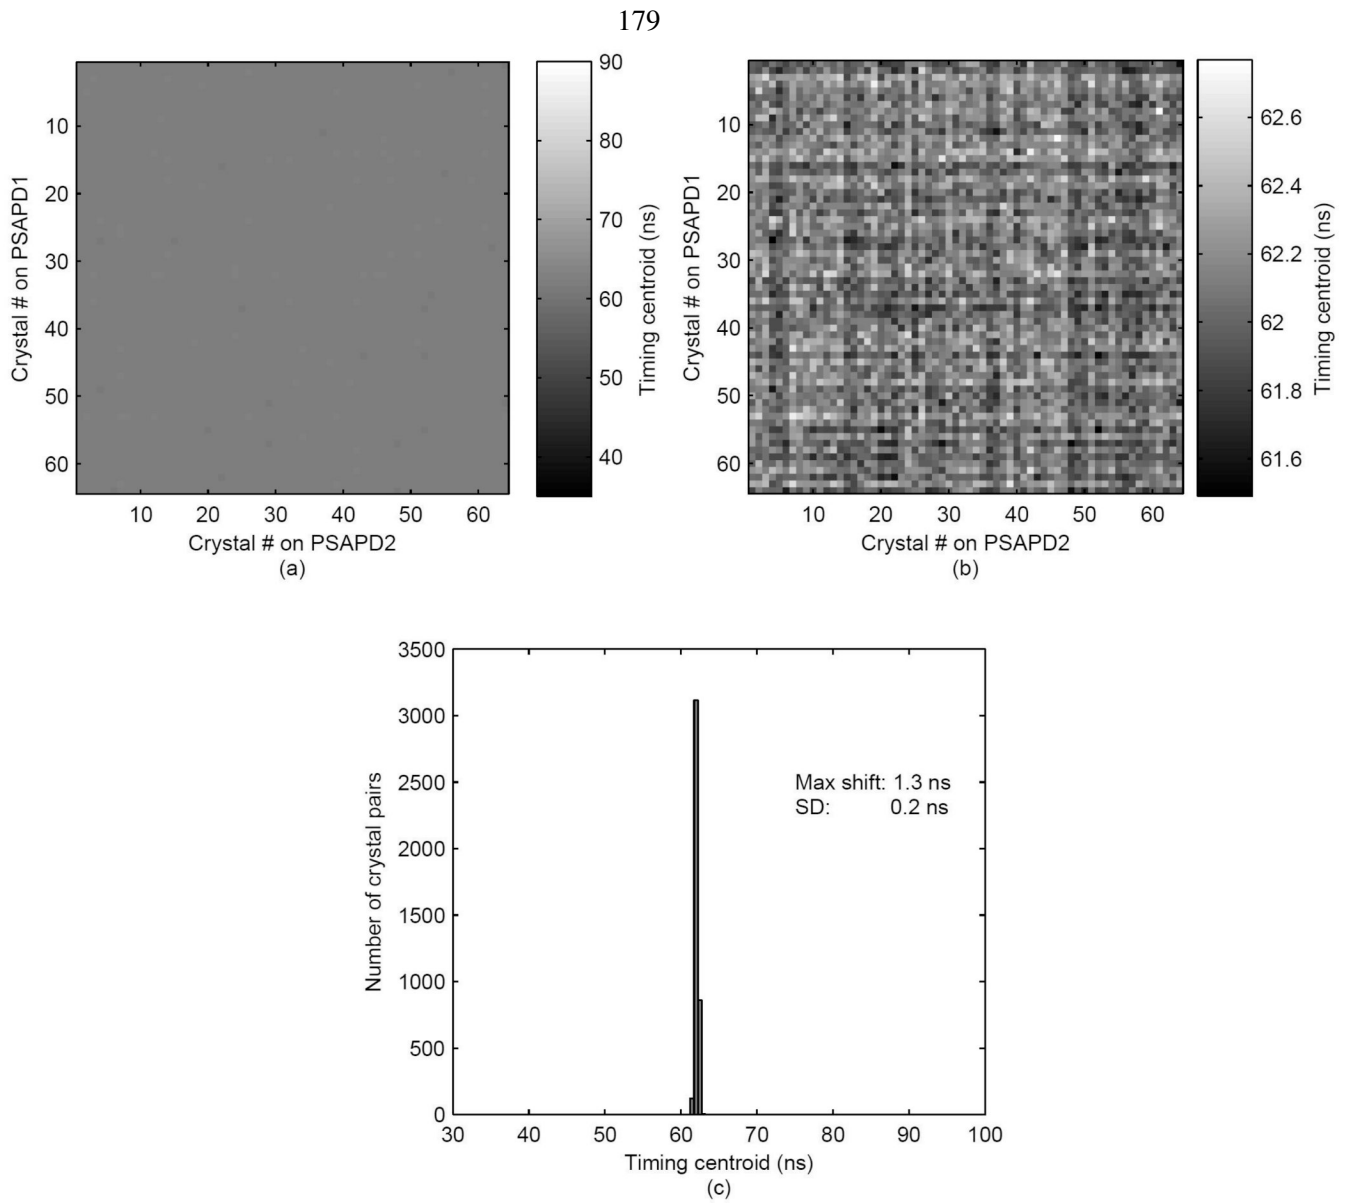 179
90
80
70
60
50
40
Timing centroid (ns)
10
20
30
40
50
60
Crystal # on PSAPD1
10 20 30 40 50 60
Crystal # on PSAPD2
(a)
62.6
62.4
62.2
62
61.8
61.6
Timing centroid (ns)
10
20
30
40
50
60
Crystal # on PSAPD1
10 20 30 40 50 60
Crystal # on PSAPD2
(b)
3500
3000
2500
2000
1500
1000
500
0
Number of crystal pairs
Max shift: 1.3 ns
SD: 0.2 ns
30 40 50 60 70 80 90 100
Timing centroid (ns)
(c)